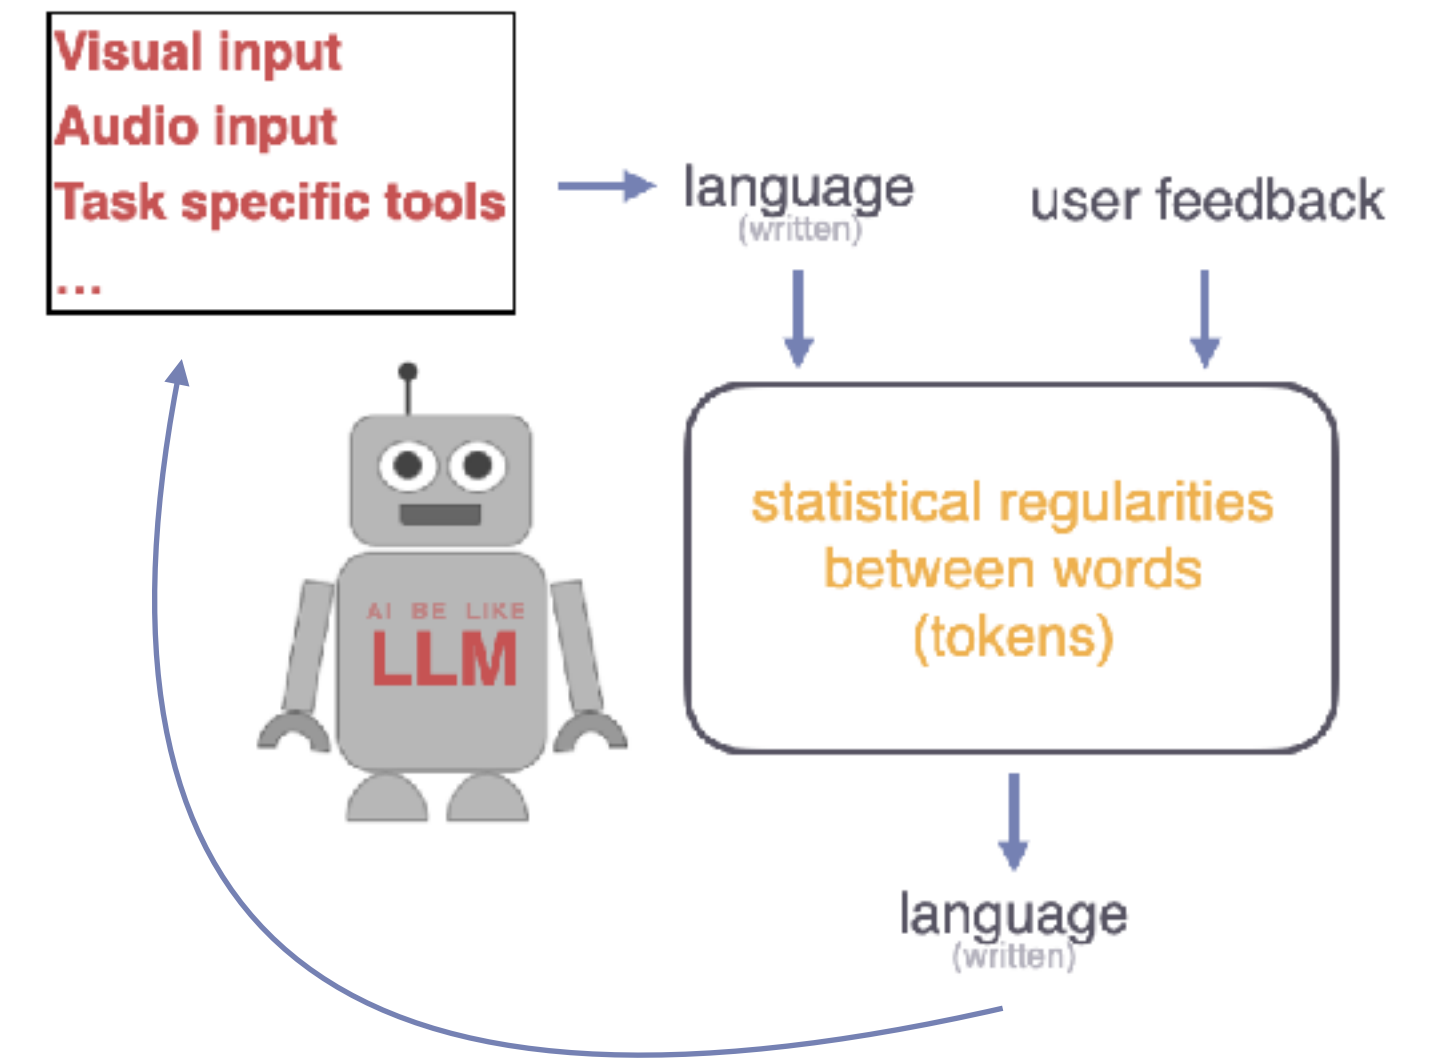 Visual input
Audio input
Task specific tools
...
language
(written)
user feedback
AI BE LIKE
LLM
statistical regularities
between words
(tokens)
language
(written)